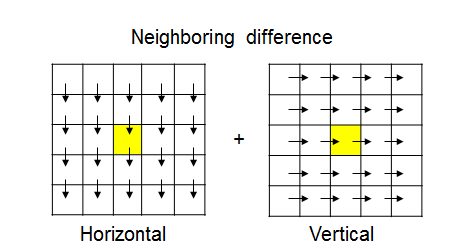 Neighboring difference
+
Horizontal
Vertical